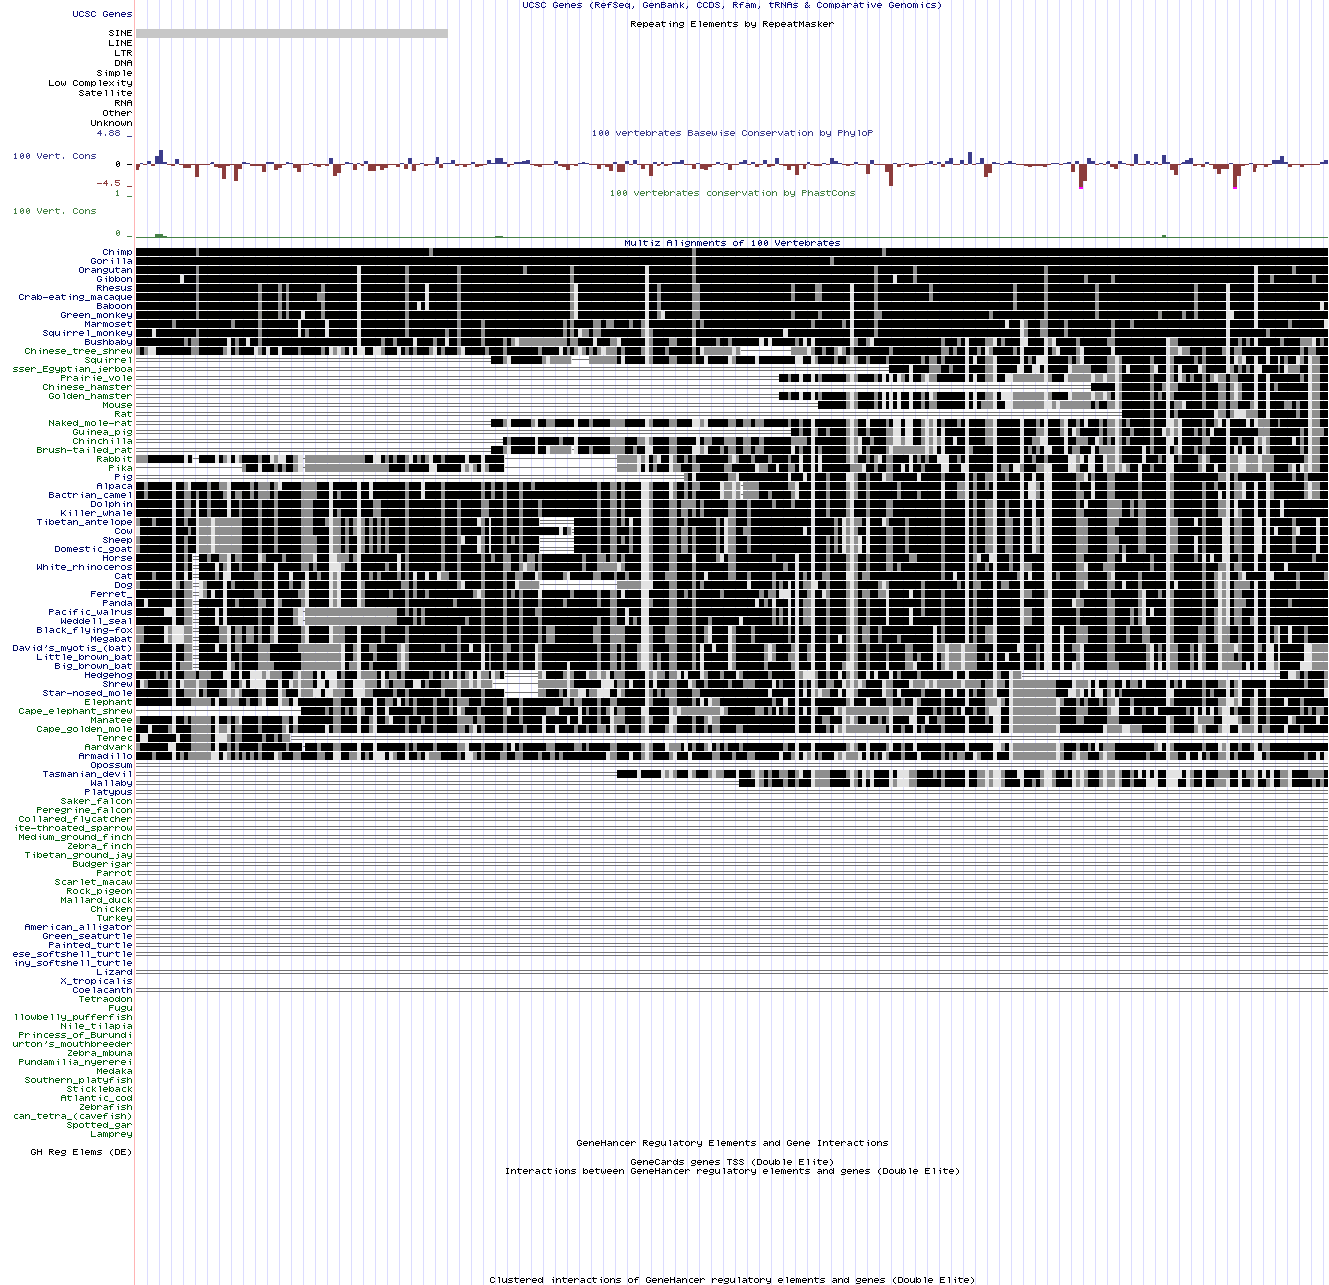 UCSC Genes (RefSeq, GenBank, CCDS, Rfam, tRNAs & Comparative Genomics)
UCSC Genes
Repeating Elements by RepeatMasker
SINE
LINE
LTR
DNA
Simple
Low Complexity
Satellite
RNA
Other
Unknown
4.88 _
100 vertebrates Basewise Conservation by PhyloP
100 Vert. Cons
0 -
-4.5 _
100 vertebrates conservation by PhastCons
1 _
100 Vert. Cons
0 _
Multiz Alignments of 100 Vertebrates
Chimp
Gorilla
Orangutan
Gibbon
Rhesus
Crab-eating_macaque
Baboon
Green_monkey
Marmoset
Squirrel_monkey
Bushbaby
Chinese_tree_shrew
Squirrel
sser_Egyptian_jerboa
Prairie_vole
Chinese_hamster
Golden_hamster
Mouse
Rat
Naked_mole-rat
Guinea_pig
Chinchilla
Brush-tailed_rat
Rabbit
Pika
Pig
Alpaca
Bactrian_camel
Dolphin
Killer_whale
Tibetan_antelope
Cow
Sheep
Domestic_goat
Horse
White_rhinoceros
Cat
Dog
Ferret_
Panda
Pacific_walrus
Weddell_seal
Black_flying-fox
Megabat
David's_myotis_(bat)
Little_brown_bat
Big_brown_bat
Hedgehog
Shrew
Star-nosed_mole
Elephant
Cape_elephant_shrew
Manatee
Cape_golden_mole
Tenrec
Aardvark
Armadillo
Opossum
Tasmanian_devil
Wallaby
Platypus
Saker_falcon
Peregrine_falcon
Collared_flycatcher
ite-throated_sparrow
Medium_ground_finch
Zebra_finch
Tibetan_ground_jay
Budgerigar
Parrot
Scarlet_macaw
Rock_pigeon
Mallard_duck
Chicken
Turkey
American_alligator
Green_seaturtle
Painted_turtle
ese_softshell_turtle
iny_softshell_turtle
Lizard
X_tropicalis
Coelacanth
Tetraodon
Fugu
llowbelly_pufferfish
Nile_tilapia
Princess_of_Burundi
urton's_mouthbreeder
Zebra_mbuna
Pundamilia_nyererei
Medaka
Southern_platyfish
Stickleback
Atlantic_cod
Zebrafish
can_tetra_(cavefish)
Spotted_gar
Lamprey
GeneHancer Regulatory Elements and Gene Interactions
GH Reg Elems (DE)
GeneCards genes TSS (Double Elite)
Interactions between GeneHancer regulatory elements and genes (Double Elite)
Clustered interactions of GeneHancer regulatory elements and genes (Double Elite)